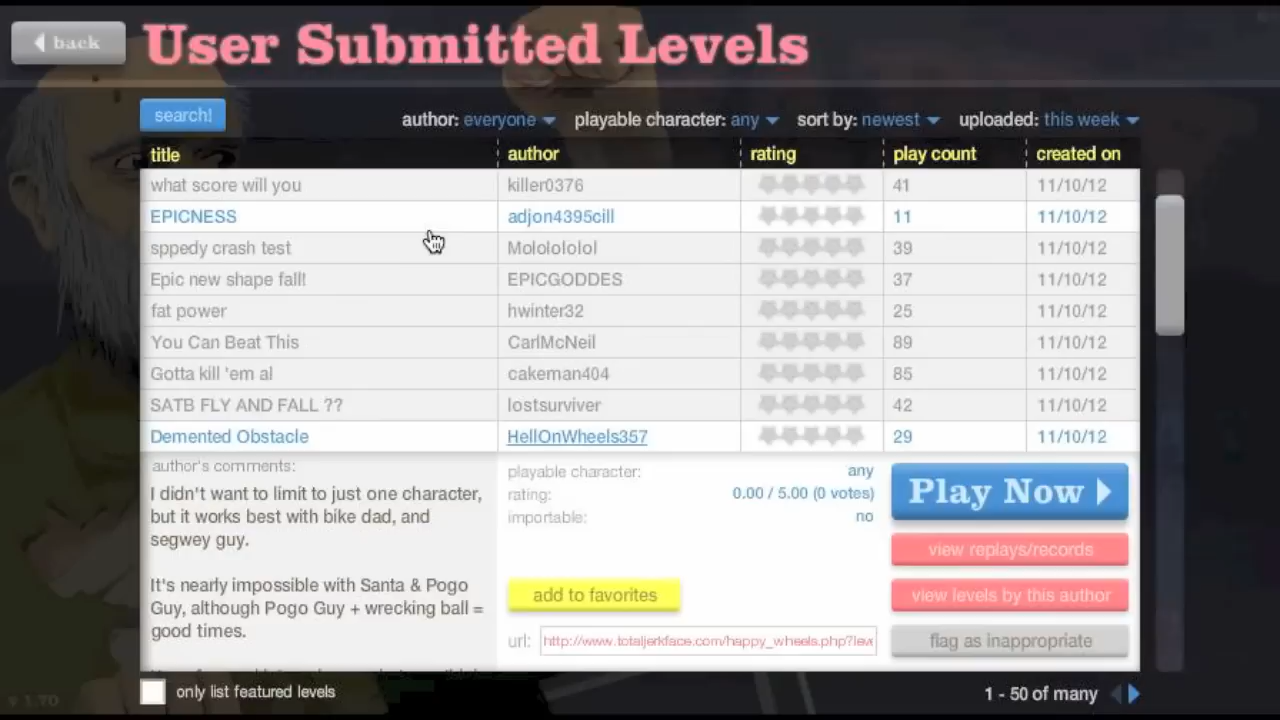 back
User Submitted Levels
search!
author: everyone playable character: any sort by: newest uploaded: this week
title author rating play count created on
what score will you killer0376 41 11/10/12
EPICNESS adjon4395cill 11 11/10/12
sppedy crash test Molololololol 39 11/10/12
Epic new shape fall! EPICGODDES 37 11/10/12
fat power hwinter32 25 11/10/12
You Can Beat This CarlMcNeil 89 11/10/12
Gotta kill 'em al cakeman404 85 11/10/12
SATB FLY AND FALL ?? lostsurviver 42 11/10/12
Demented Obstacle HellOnWheels357 29 11/10/12
author's comments:
I didn't want to limit to just one character,
but it works best with bike dad, and
segwey guy.
It's nearly impossible with Santa & Pogo
Guy, although Pogo Guy + wrecking ball =
good times.
playable character: any
rating: 0.00 / 5.00 (0 votes)
importable: no
add to favorites
url: http://www.totaljerkface.com/happy_wheels.php?leve
Play Now
view replays/records
view levels by this author
flag as inappropriate
only list featured levels
1 - 50 of many
v 1.70